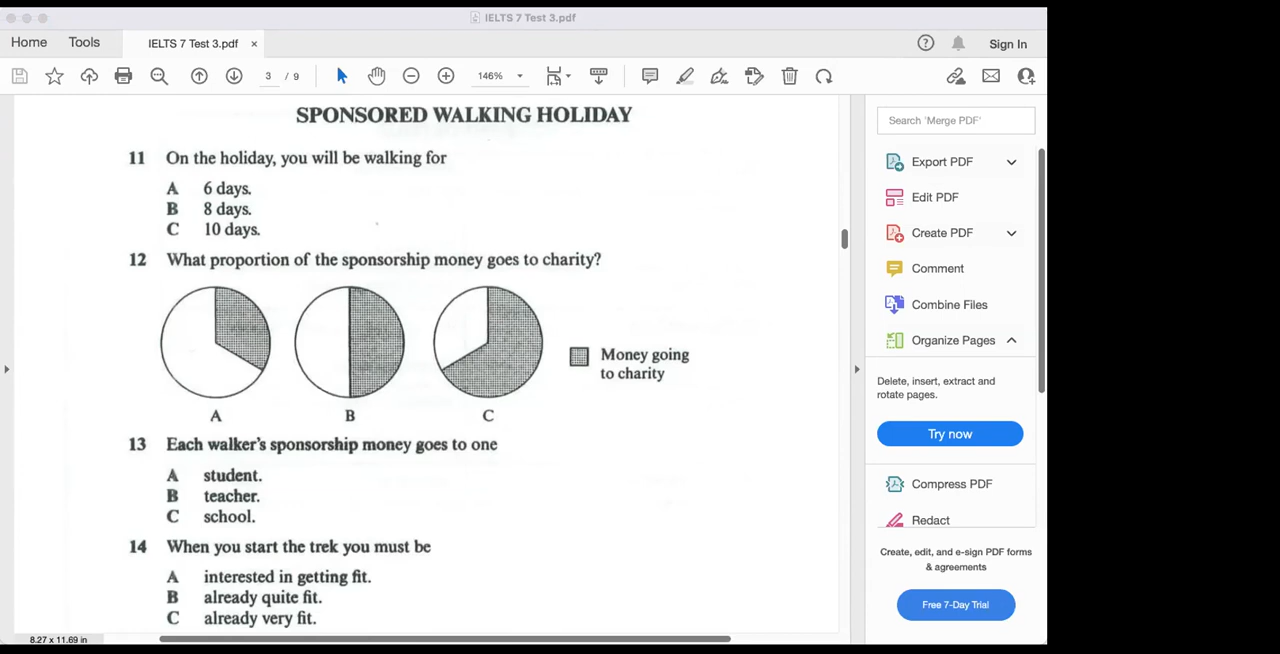 IELTS 7 Test 3.pdf
Home Tools IELTS 7 Test 3.pdf × Sign In
3 / 9 146%
SPONSORED WALKING HOLIDAY
11 On the holiday, you will be walking for
A 6 days.
B 8 days.
C 10 days.
12 What proportion of the sponsorship money goes to charity?
Money going
to charity
A B C
13 Each walker's sponsorship money goes to one
A student.
B teacher.
C school.
14 When you start the trek you must be
A interested in getting fit.
B already quite fit.
C already very fit.
8.27 x 11.69 in
Search 'Merge PDF'
Export PDF
Edit PDF
Create PDF
Comment
Combine Files
Organize Pages
Delete, insert, extract and
rotate pages.
Try now
Compress PDF
Redact
Create, edit, and e-sign PDF forms
& agreements
Free 7-Day Trial